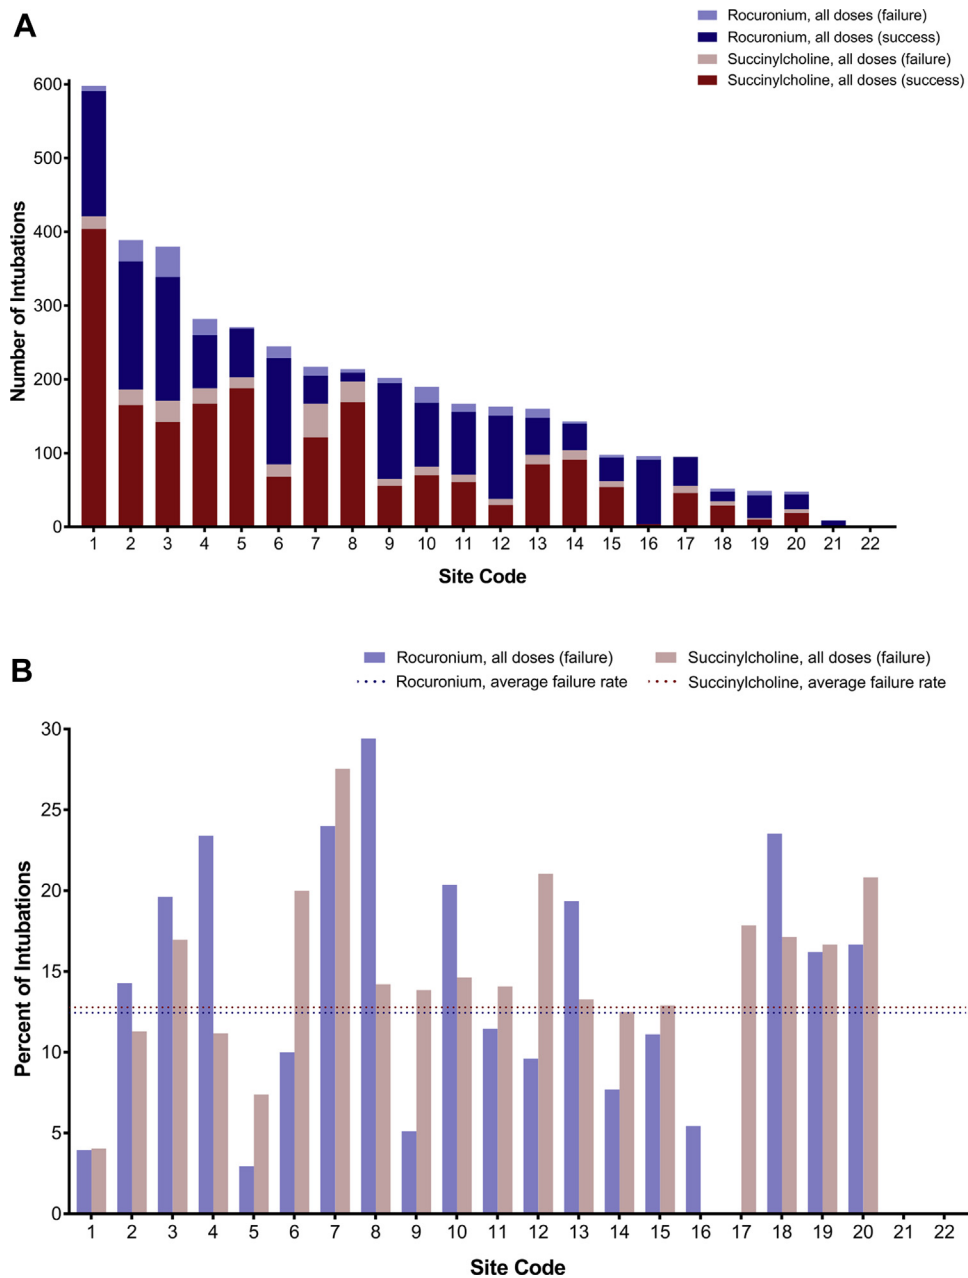 A
Rocuronium, all doses (failure)
Rocuronium, all doses (success)
Succinylcholine, all doses (failure)
Succinylcholine, all doses (success)
Number of Intubations
600
500
400
300
200
100
0
1 2 3 4 5 6 7 8 9 10 11 12 13 14 15 16 17 18 19 20 21 22
Site Code
B
Rocuronium, all doses (failure) Succinylcholine, all doses (failure)
Rocuronium, average failure rate Succinylcholine, average failure rate
Percent of Intubations
30
25
20
15
10
5
0
1 2 3 4 5 6 7 8 9 10 11 12 13 14 15 16 17 18 19 20 21 22
Site Code